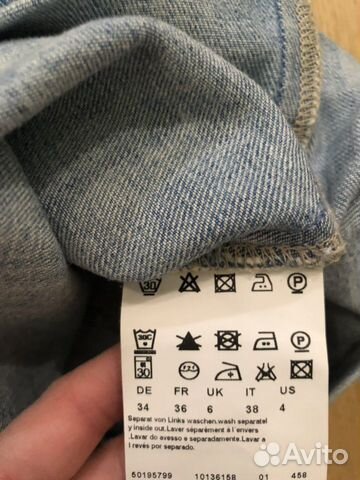 30 P
30C P
30
DE FR UK IT US
34 36 6 38 4
Separat von Links waschen.wash separatel
y inside out.Laver séparément à l'envers
.Lavar do avesso e separadamente.Lavar a
l revés por separado.
50195799 10136158 01 458
Avito